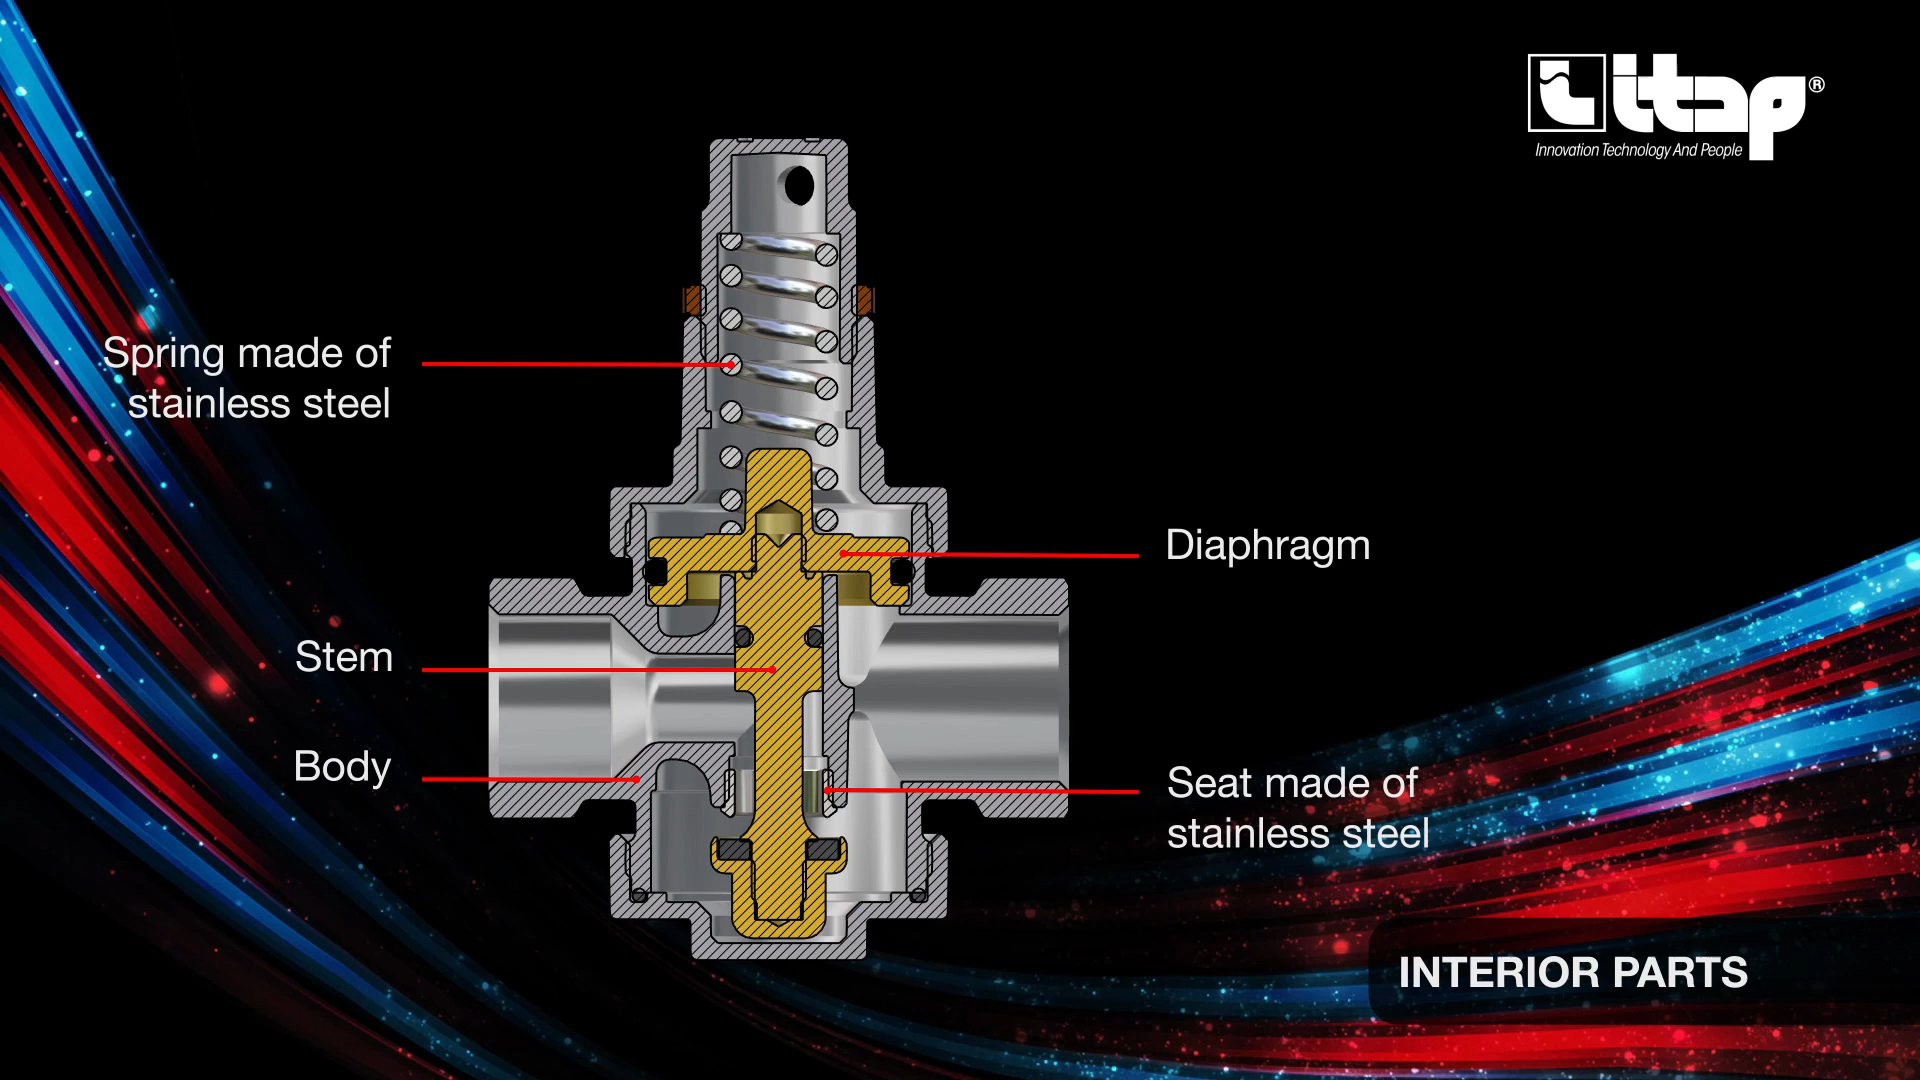 itap®
Innovation Technology And People
Spring made of
stainless steel
Diaphragm
Stem
Body
Seat made of
stainless steel
INTERIOR PARTS